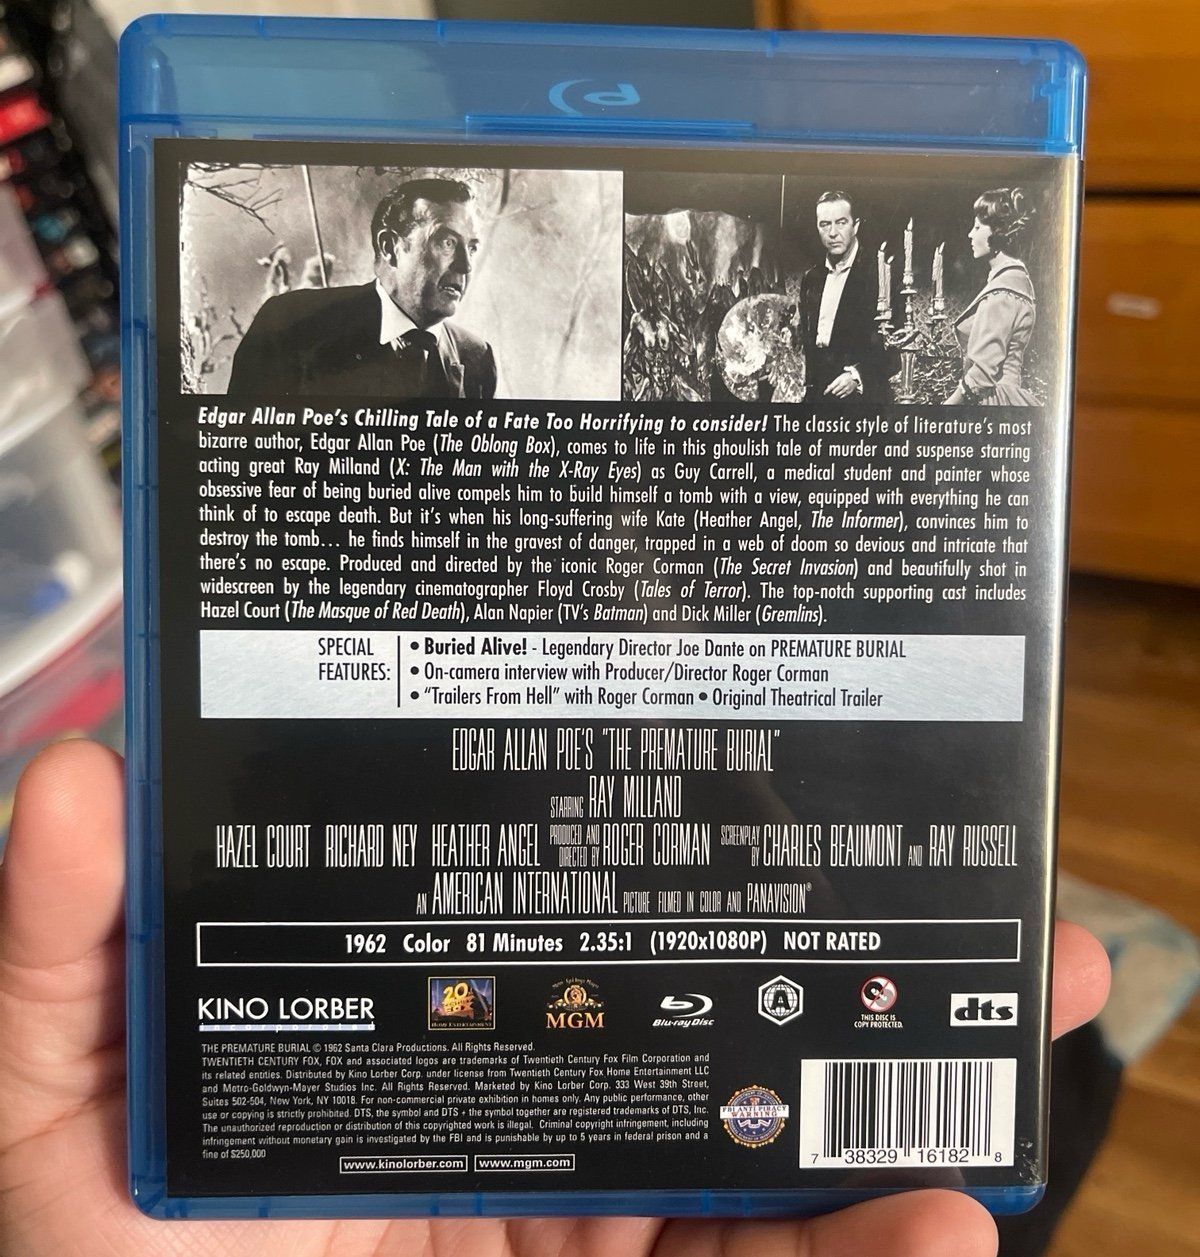 Edgar Allan Poe's Chilling Tale of a Fate Too Horrifying to consider! The classic style of literature's most
bizarre author, Edgar Allan Poe (The Oblong Box), comes to life in this ghoulish tale of murder and suspense starring
acting great Ray Milland (X: The Man with the X-Ray Eyes) as Guy Carrell, a medical student and painter whose
obsessive fear of being buried alive compels him to build himself a tomb with a view, equipped with everything he can
think of to escape death. But it's when his long-suffering wife Kate (Heather Angel, The Informer), convinces him to
destroy the tomb... he finds himself in the gravest of danger, trapped in a web of doom so devious and intricate that
there's no escape. Produced and directed by the iconic Roger Corman (The Secret Invasion) and beautifully shot in
widescreen by the legendary cinematographer Floyd Crosby (Tales of Terror). The top-notch supporting cast includes
Hazel Court (The Masque of Red Death), Alan Napier (TV's Batman) and Dick Miller (Gremlins).
SPECIAL FEATURES:
• Buried Alive! - Legendary Director Joe Dante on PREMATURE BURIAL
• On-camera interview with Producer/Director Roger Corman
• "Trailers From Hell" with Roger Corman • Original Theatrical Trailer
EDGAR ALLAN POE'S "THE PREMATURE BURIAL"
STARRING RAY MILLAND
HAZEL COURT RICHARD NEY HEATHER ANGEL PRODUCED AND DIRECTED BY ROGER CORMAN SCREENPLAY BY CHARLES BEAUMONT AND RAY RUSSELL
AN AMERICAN INTERNATIONAL PICTURE FILMED IN COLOR AND PANAVISION®
1962 Color 81 Minutes 2.35:1 (1920x1080P) NOT RATED
KINO LORBER
incorporated
20th CENTURY FOX
HOME ENTERTAINMENT
MGM
Blu-ray Disc
A
THIS DISC IS
COPY PROTECTED.
dts
THE PREMATURE BURIAL © 1962 Santa Clara Productions. All Rights Reserved.
TWENTIETH CENTURY FOX, FOX and associated logos are trademarks of Twentieth Century Fox Film Corporation and
its related entities. Distributed by Kino Lorber Corp. under license from Twentieth Century Fox Home Entertainment LLC
and Metro-Goldwyn-Mayer Studios Inc. All Rights Reserved. Marketed by Kino Lorber Corp. 333 West 39th Street,
Suites 502-504, New York, NY 10018. For non-commercial private exhibition in homes only. Any public performance, other
use or copying is strictly prohibited. DTS, the symbol and DTS + the symbol together are registered trademarks of DTS, Inc.
The unauthorized reproduction or distribution of this copyrighted work is illegal. Criminal copyright infringement, including
infringement without monetary gain is investigated by the FBI and is punishable by up to 5 years in federal prison and a
fine of $250,000
www.kinolorber.com www.mgm.com
FBI ANTI-PIRACY
WARNING
7 38329 16182 8